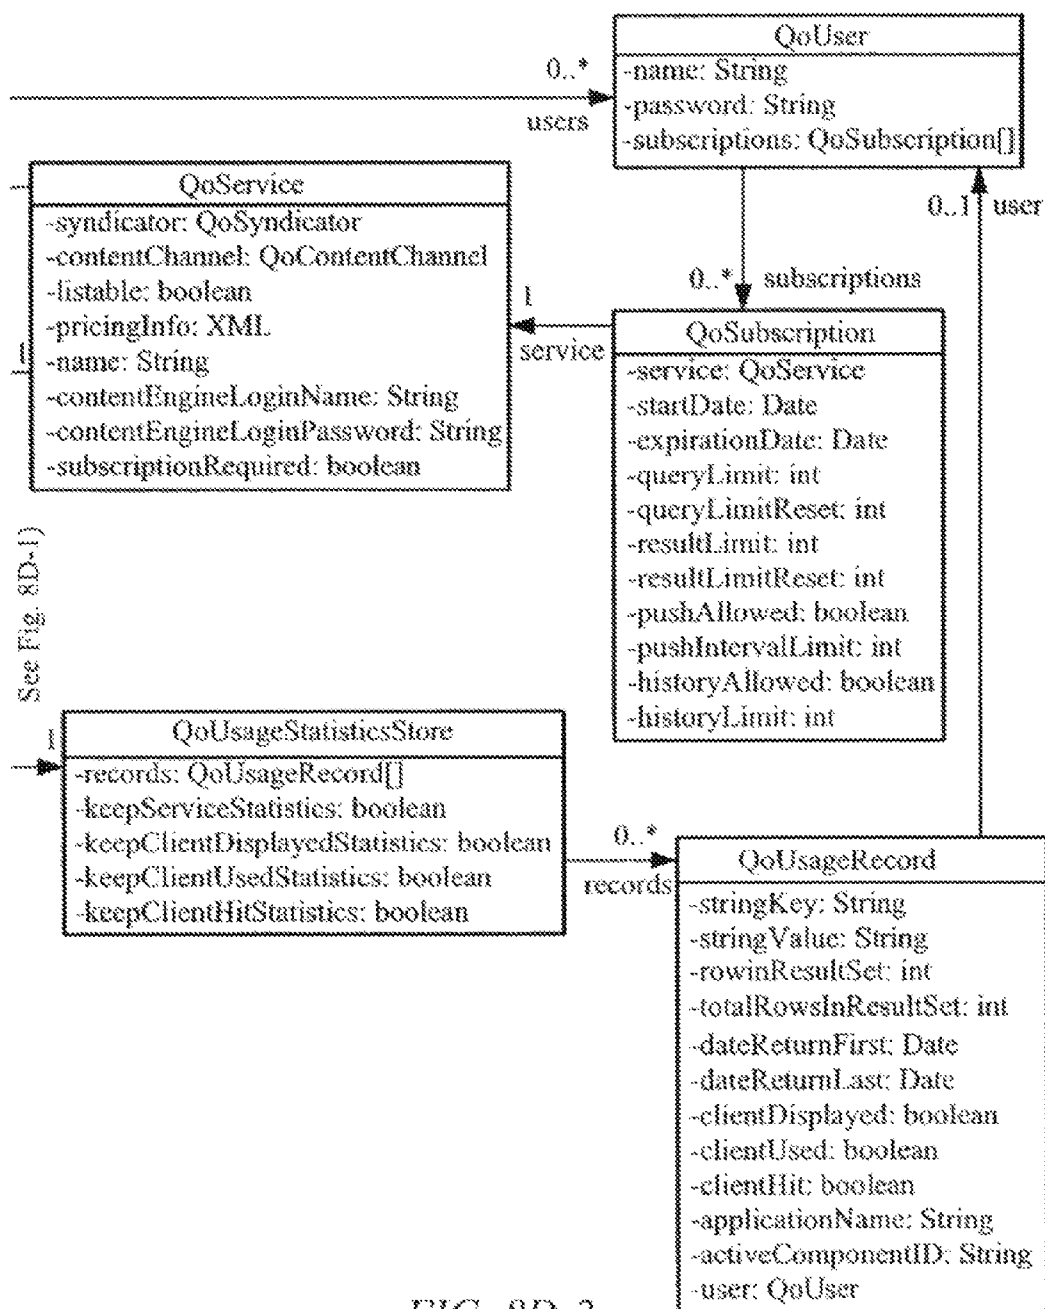 QoUser
-name: String
-password: String
-subscriptions: QoSubscription[]
0..*
users
QoService
-syndicator: QoSyndicator
-contentChannel: QoContentChannel
-listable: boolean
-pricingInfo: XML
-name: String
-contentEngineLoginName: String
-contentEngineLoginPassword: String
-subscriptionRequired: boolean
1
0..1 user
0..* subscriptions
1
service
QoSubscription
-service: QoService
-startDate: Date
-expirationDate: Date
-queryLimit: int
-queryLimitReset: int
-resultLimit: int
-resultLimitReset: int
-pushAllowed: boolean
-pushIntervalLimit: int
-historyAllowed: boolean
-historyLimit: int
See Fig. 8D-1)
1
QoUsageStatisticsStore
-records: QoUsageRecord[]
-keepServiceStatistics: boolean
-keepClientDisplayedStatistics: boolean
-keepClientUsedStatistics: boolean
-keepClientHitStatistics: boolean
0..*
records
QoUsageRecord
-stringKey: String
-stringValue: String
-rowinResultSet: int
-totalRowsInResultSet: int
-dateReturnFirst: Date
-dateReturnLast: Date
-clientDisplayed: boolean
-clientUsed: boolean
-clientHit: boolean
-applicationName: String
-activeComponentID: String
-user: QoUser